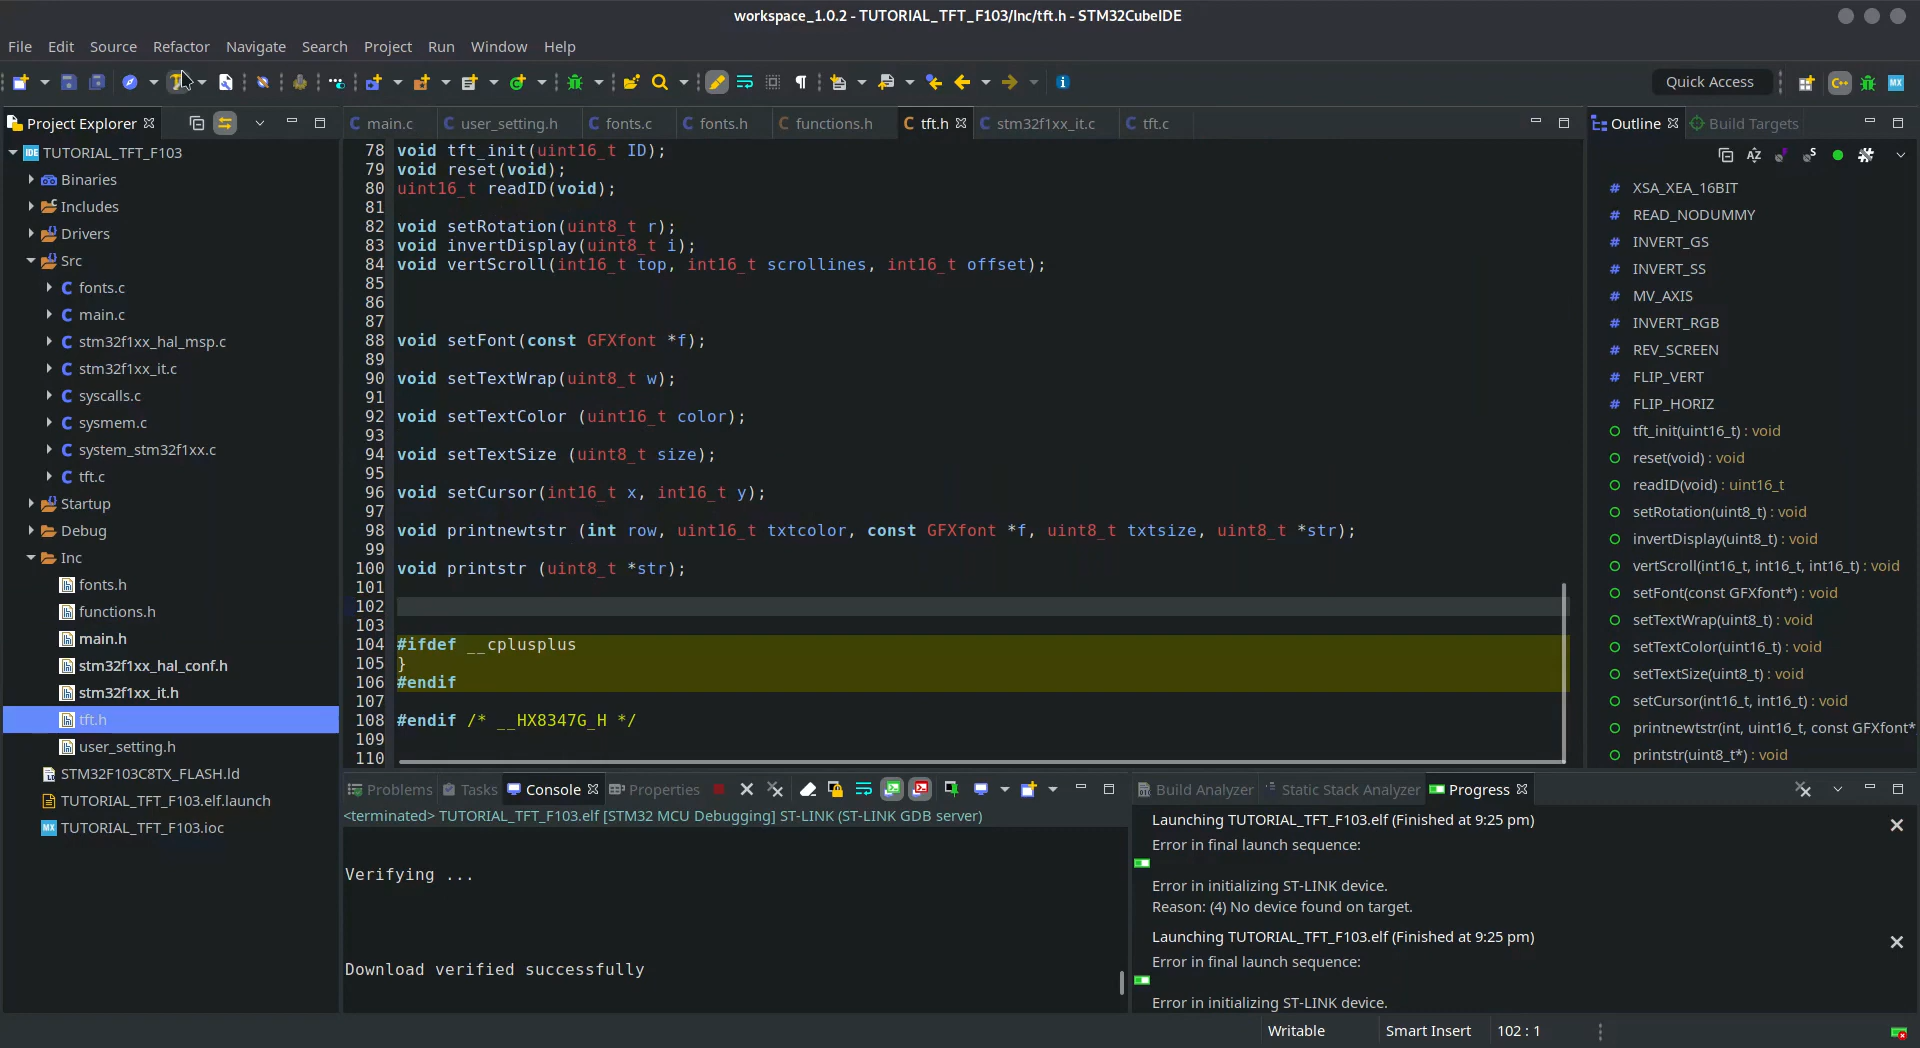 workspace_1.0.2 - TUTORIAL_TFT_F103/Inc/tft.h - STM32CubeIDE
File Edit Source Refactor Navigate Search Project Run Window Help
Quick Access
Project Explorer
main.c user_setting.h fonts.c fonts.h functions.h tft.h stm32f1xx_it.c tft.c
Outline Build Targets
TUTORIAL_TFT_F103
Binaries
Includes
Drivers
Src
fonts.c
main.c
stm32f1xx_hal_msp.c
stm32f1xx_it.c
syscalls.c
sysmem.c
system_stm32f1xx.c
tft.c
Startup
Debug
Inc
fonts.h
functions.h
main.h
stm32f1xx_hal_conf.h
stm32f1xx_it.h
tft.h
user_setting.h
STM32F103C8TX_FLASH.ld
TUTORIAL_TFT_F103.elf.launch
TUTORIAL_TFT_F103.ioc
78 void tft_init(uint16_t ID);
79 void reset(void);
80 uint16_t readID(void);
81
82 void setRotation(uint8_t r);
83 void invertDisplay(uint8_t i);
84 void vertScroll(int16_t top, int16_t scrollines, int16_t offset);
85
86
87
88 void setFont(const GFXfont *f);
89
90 void setTextWrap(uint8_t w);
91
92 void setTextColor (uint16_t color);
93
94 void setTextSize (uint8_t size);
95
96 void setCursor(int16_t x, int16_t y);
97
98 void printnewtstr (int row, uint16_t txtcolor, const GFXfont *f, uint8_t txtsize, uint8_t *str);
99
100 void printstr (uint8_t *str);
101
102
103
104 #ifdef __cplusplus
105 }
106 #endif
107
108 #endif /* __HX8347G_H */
109
110
XSA_XEA_16BIT
READ_NODUMMY
INVERT_GS
INVERT_SS
MV_AXIS
INVERT_RGB
REV_SCREEN
FLIP_VERT
FLIP_HORIZ
tft_init(uint16_t) : void
reset(void) : void
readID(void) : uint16_t
setRotation(uint8_t) : void
invertDisplay(uint8_t) : void
vertScroll(int16_t, int16_t, int16_t) : void
setFont(const GFXfont*) : void
setTextWrap(uint8_t) : void
setTextColor(uint16_t) : void
setTextSize(uint8_t) : void
setCursor(int16_t, int16_t) : void
printnewtstr(int, uint16_t, const GFXfont*
printstr(uint8_t*) : void
Problems Tasks Console Properties
<terminated> TUTORIAL_TFT_F103.elf [STM32 MCU Debugging] ST-LINK (ST-LINK GDB server)
Verifying ...
Download verified successfully
Build Analyzer Static Stack Analyzer Progress
Launching TUTORIAL_TFT_F103.elf (Finished at 9:25 pm)
Error in final launch sequence:
Error in initializing ST-LINK device.
Reason: (4) No device found on target.
Launching TUTORIAL_TFT_F103.elf (Finished at 9:25 pm)
Error in final launch sequence:
Error in initializing ST-LINK device.
Writable Smart Insert 102 : 1